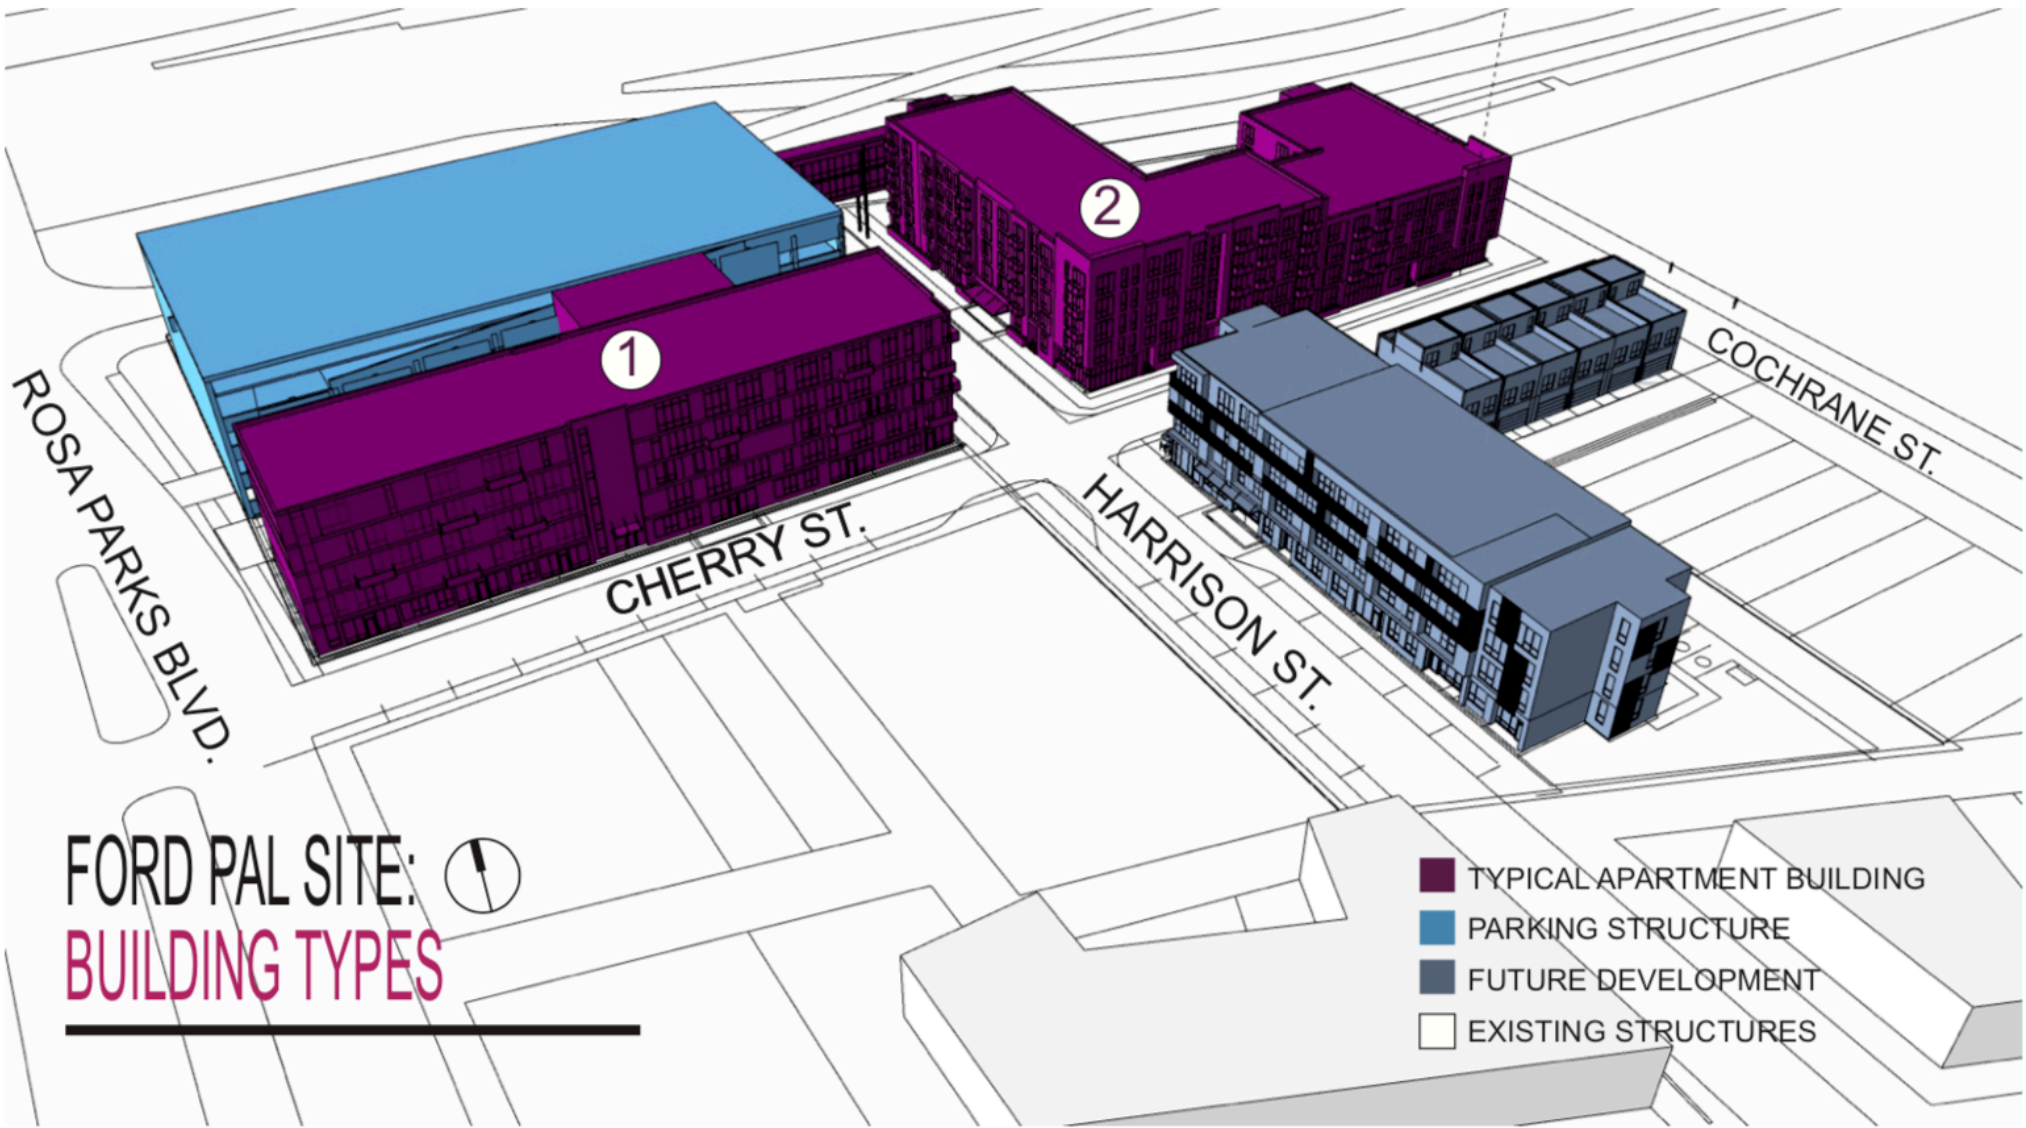 2
1
COCHRANE ST.
ROSA PARKS BLVD.
HARRISON ST.
CHERRY ST.
FORD PAL SITE:
BUILDING TYPES
TYPICAL APARTMENT BUILDING
PARKING STRUCTURE
FUTURE DEVELOPMENT
EXISTING STRUCTURES